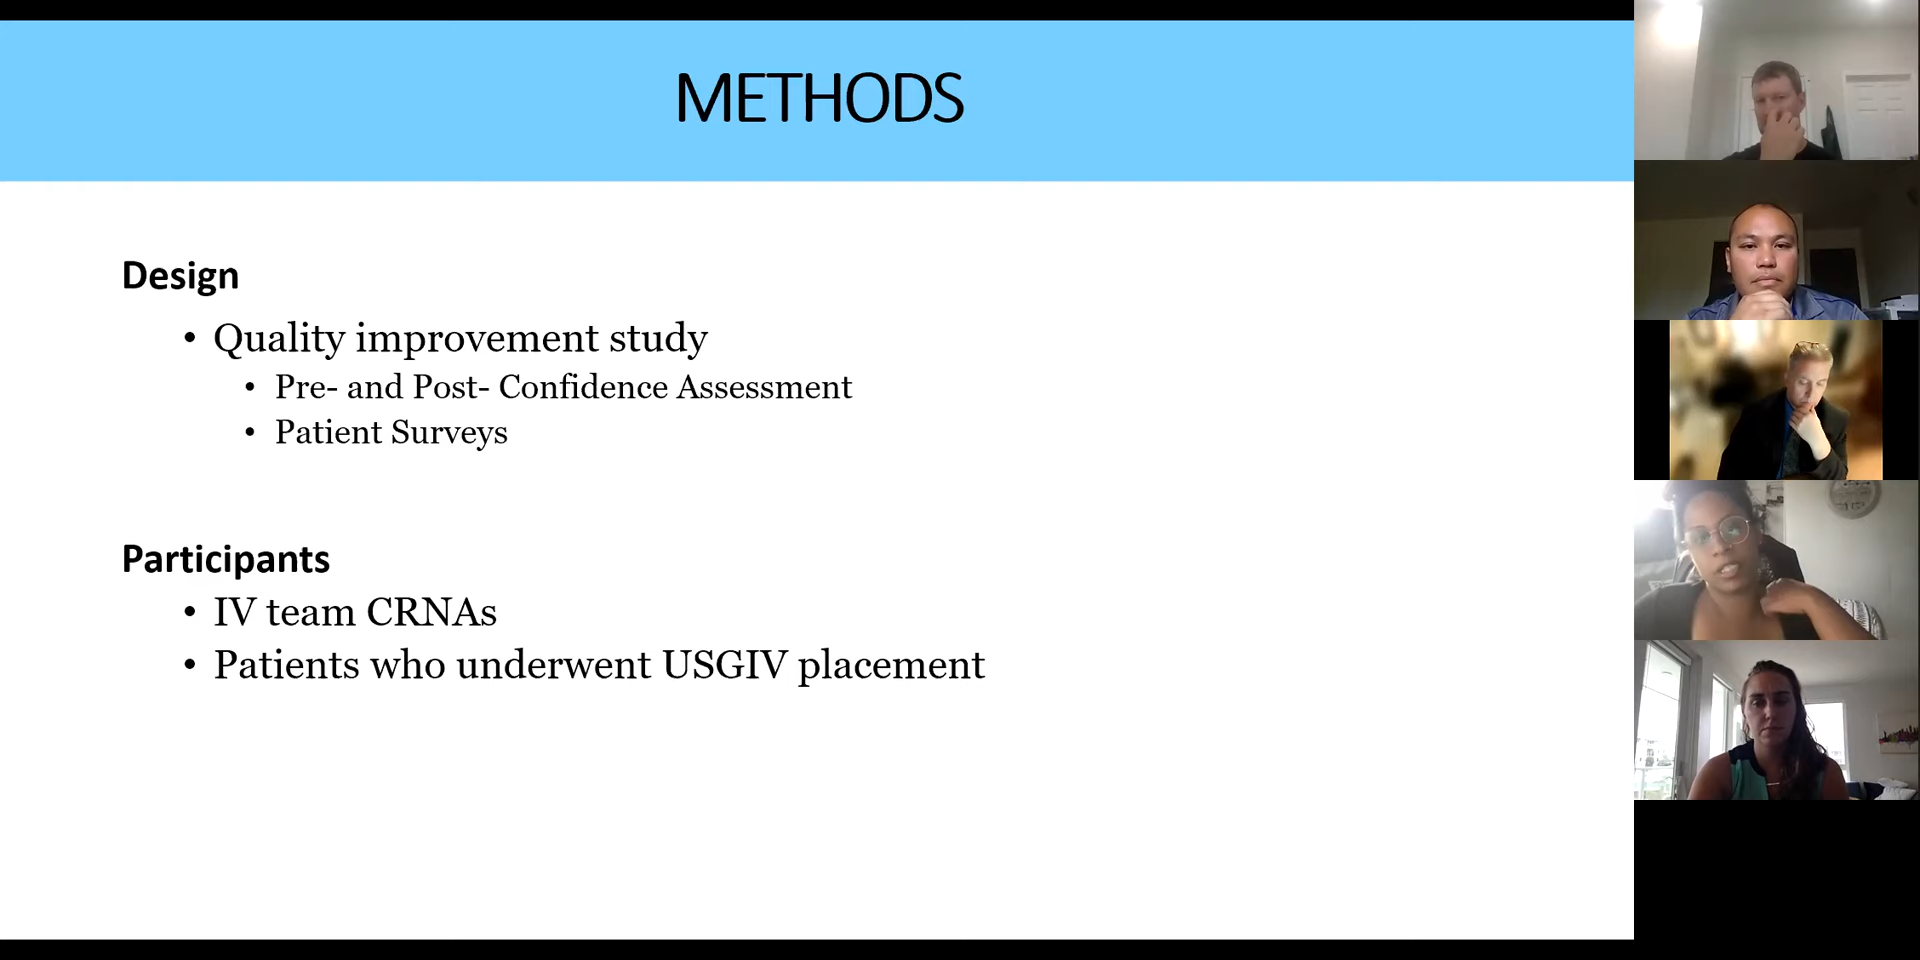 METHODS
Design
• Quality improvement study
• Pre- and Post- Confidence Assessment
• Patient Surveys
Participants
• IV team CRNAs
• Patients who underwent USGIV placement